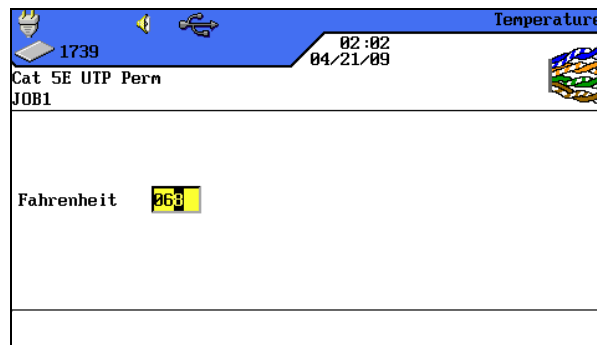 Temperature
1739
02:02
04/21/09
Cat 5E UTP Perm
JOB1
Fahrenheit 068